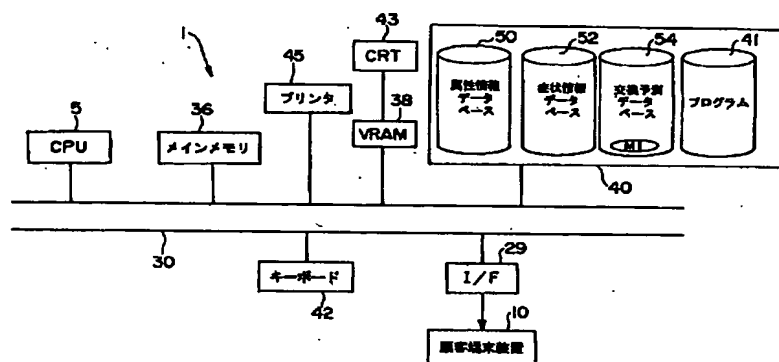 1
43
CRT
45
プリンタ
38
VRAM
5
CPU
36
メインメモリ
50
属性情報
データ
ベース
52
症状情報
データ
ベース
54
交換予測
データ
ベース
MT
41
プログラム
40
30
キーボード
42
29
I/F
10
顧客端末装置